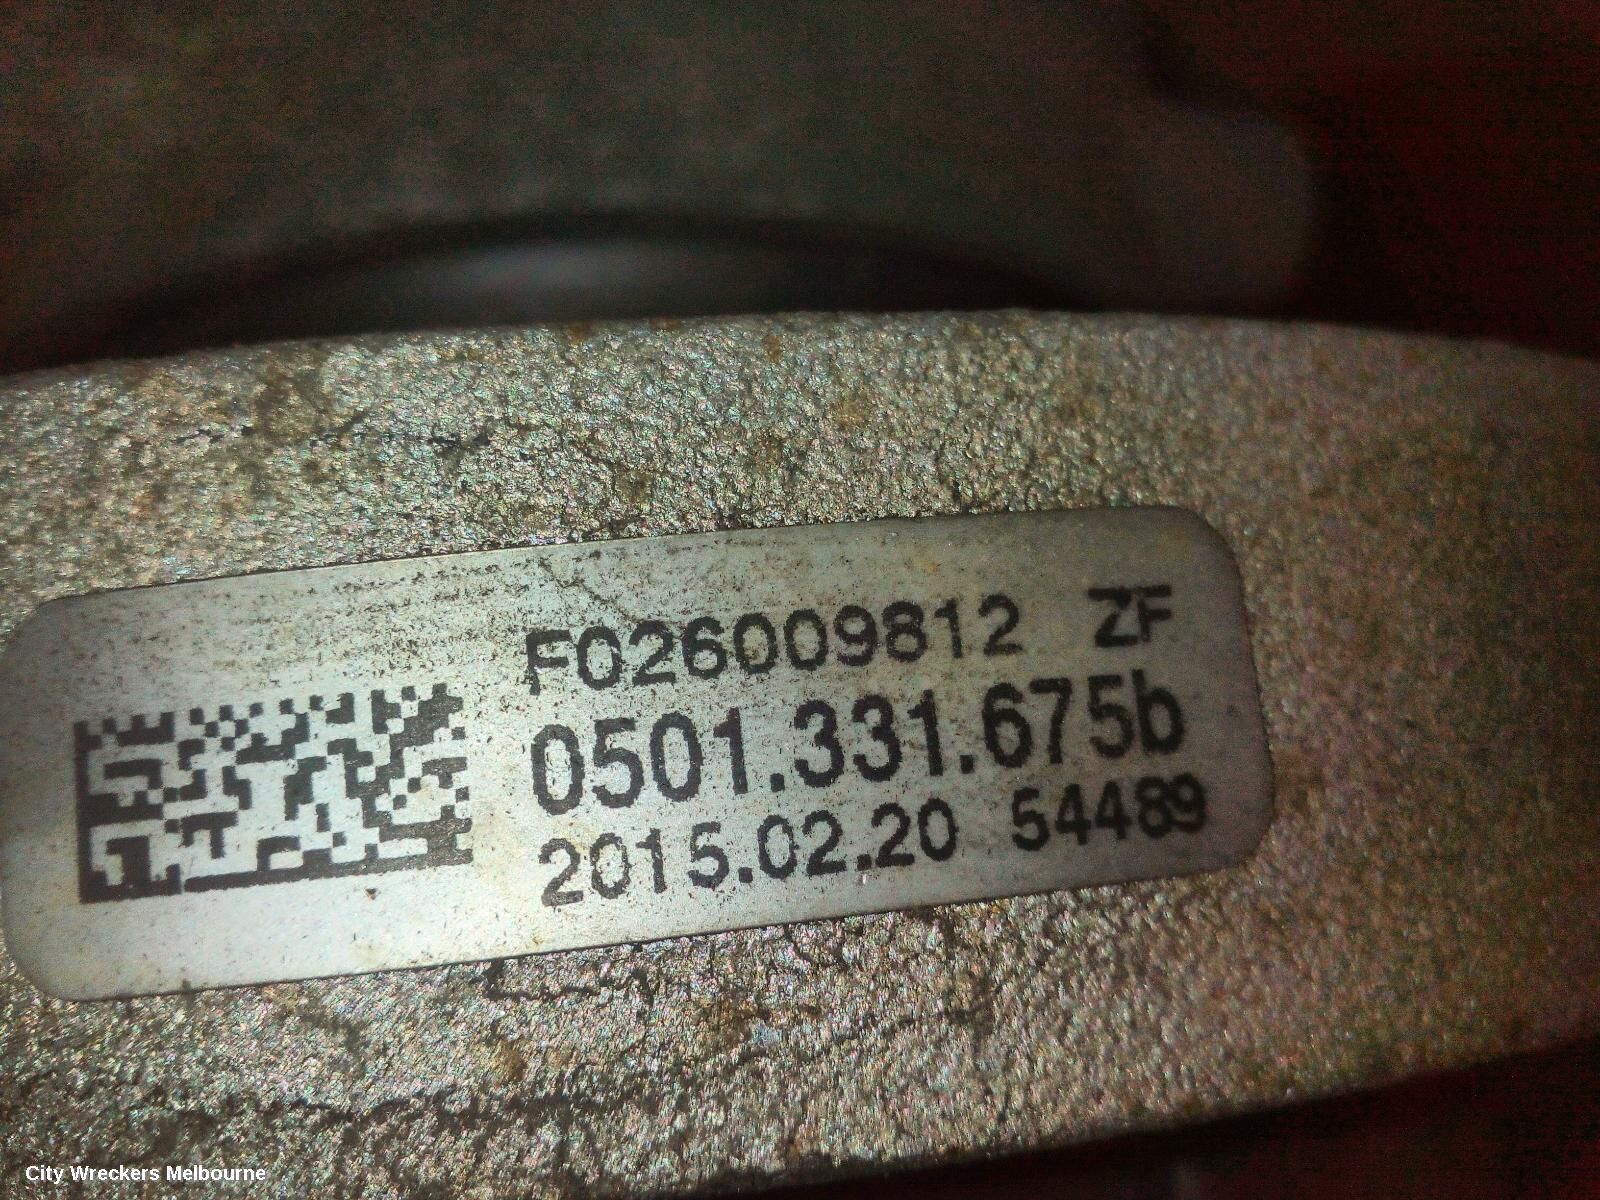 F026009812 ZF
0501.331.675b
2015.02.20 54489
City Wreckers Melbourne